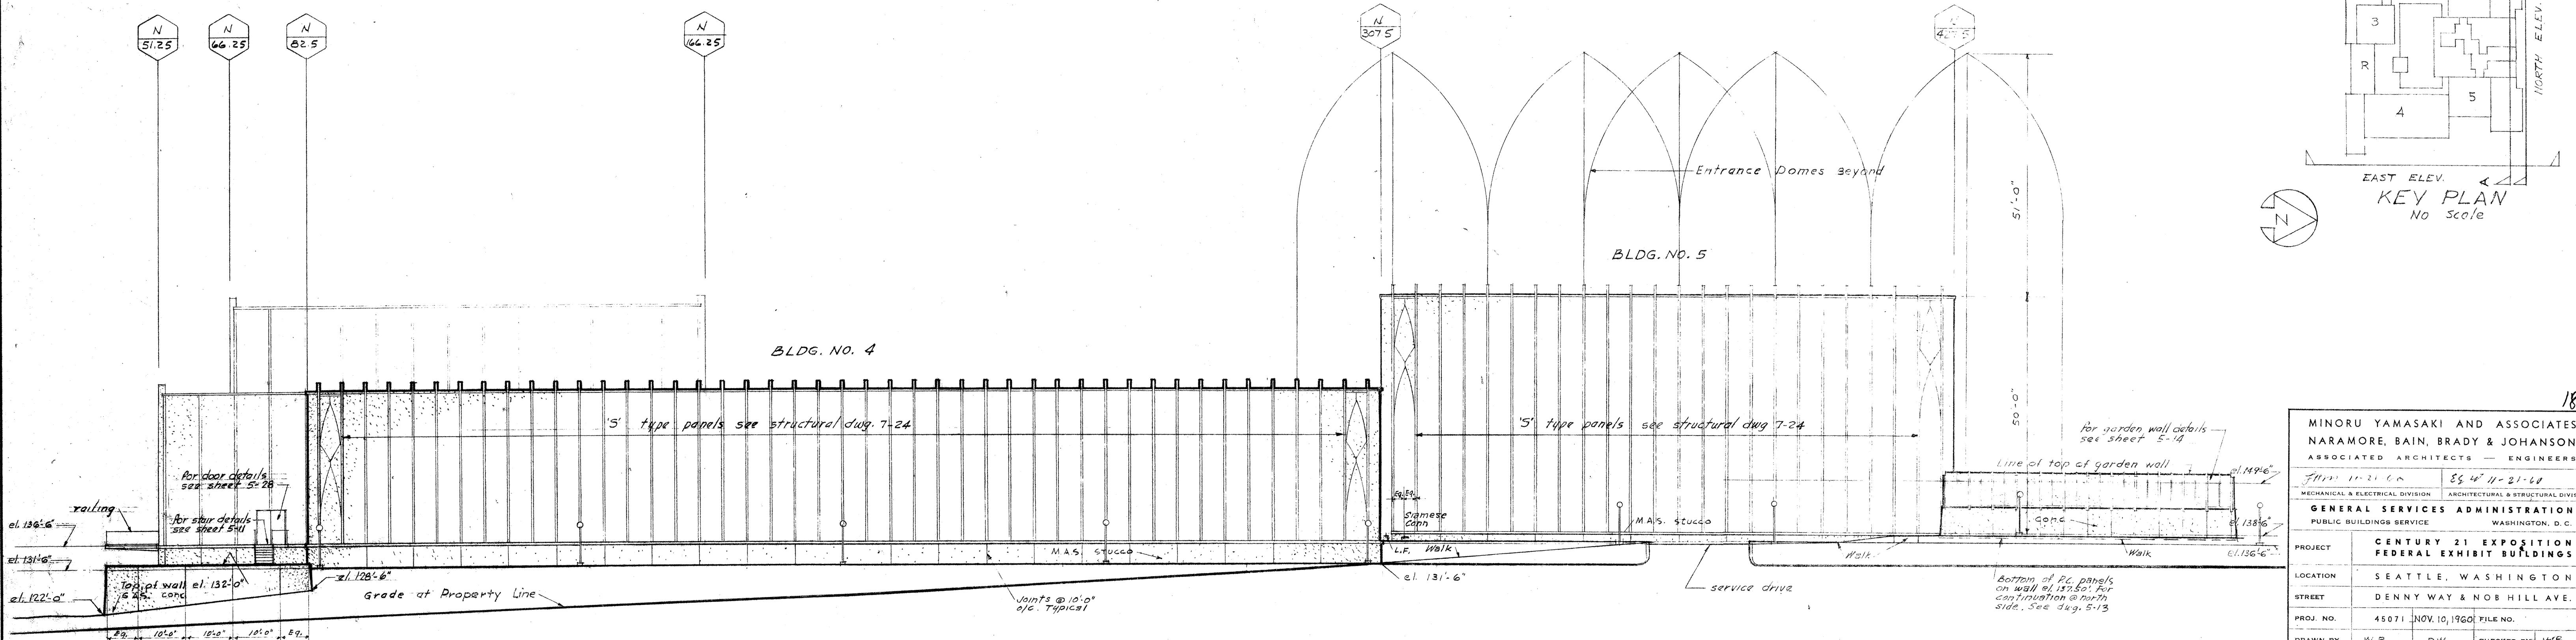 N
51.25
N
66.25
N
82.5
N
166.25
N
307.5
N
427.5
3
R
4
5
NORTH ELEV.
EAST ELEV.
A
KEY PLAN
No Scale
N
Entrance Domes Beyond
51'-0"
BLDG. NO. 5
BLDG. NO. 4
'S' type panels see structural dwg. 7-24
'S' type panels see structural dwg 7-24
50'-0"
For garden wall details
see sheet 5-14
Line of top of garden wall
el. 149'-6"
For door details
see sheet 5-28
railing
For stair details
see sheet 5-11
el. 136'-6"
el. 131'-6"
el. 122'-0"
Top of wall el. 132'-0"
conc
el. 128'-6"
Grade at Property Line
M.A.S. STUCCO
Joints @ 10'-0"
o/c. Typical
Eq. Eq.
Siamese
Conn
L.F.
Walk
M.A.S. STUCCO
el. 131'-6"
service drive
Walk
conc
Walk
el. 138'-6"
El. 136'-6"
Bottom of P.C. panels
on wall el. 137.50'. For
continuation @ north
side. See dwg. 5-13
Eq. 10'-0" 10'-0" 10'-0" Eq.
18
MINORU YAMASAKI AND ASSOCIATES
NARAMORE, BAIN, BRADY & JOHANSON
ASSOCIATED ARCHITECTS — ENGINEERS
11-21-60
MECHANICAL & ELECTRICAL DIVISION ARCHITECTURAL & STRUCTURAL DIVIS
GENERAL SERVICES ADMINISTRATION
PUBLIC BUILDINGS SERVICE WASHINGTON, D.C.
PROJECT CENTURY 21 EXPOSITION
FEDERAL EXHIBIT BUILDINGS
LOCATION SEATTLE, WASHINGTON
STREET DENNY WAY & NOB HILL AVE.
PROJ. NO. 45071 NOV. 10, 1960 FILE NO.